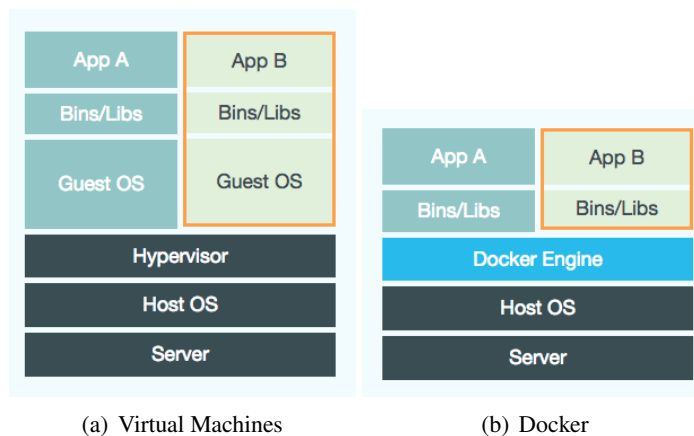 App A
App B
Bins/Libs
Bins/Libs
Guest OS
Guest OS
Hypervisor
Host OS
Server
(a) Virtual Machines
App A
App B
Bins/Libs
Bins/Libs
Docker Engine
Host OS
Server
(b) Docker